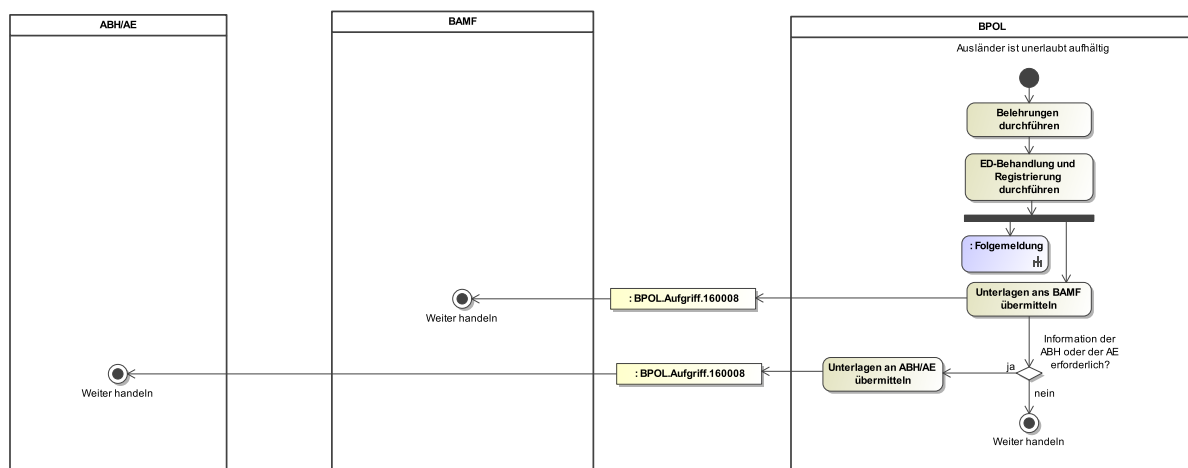 ABH/AE
BAMF
BPOL
Ausländer ist unerlaubt aufhältig
Belehrungen
durchführen
ED-Behandlung und
Registrierung
durchführen
: Folgemeldung
Unterlagen ans BAMF
übermitteln
: BPOL.Aufgriff.160008
Weiter handeln
Information der
ABH oder der AE
erforderlich?
ja
Unterlagen an ABH/AE
übermitteln
: BPOL.Aufgriff.160008
Weiter handeln
nein
Weiter handeln